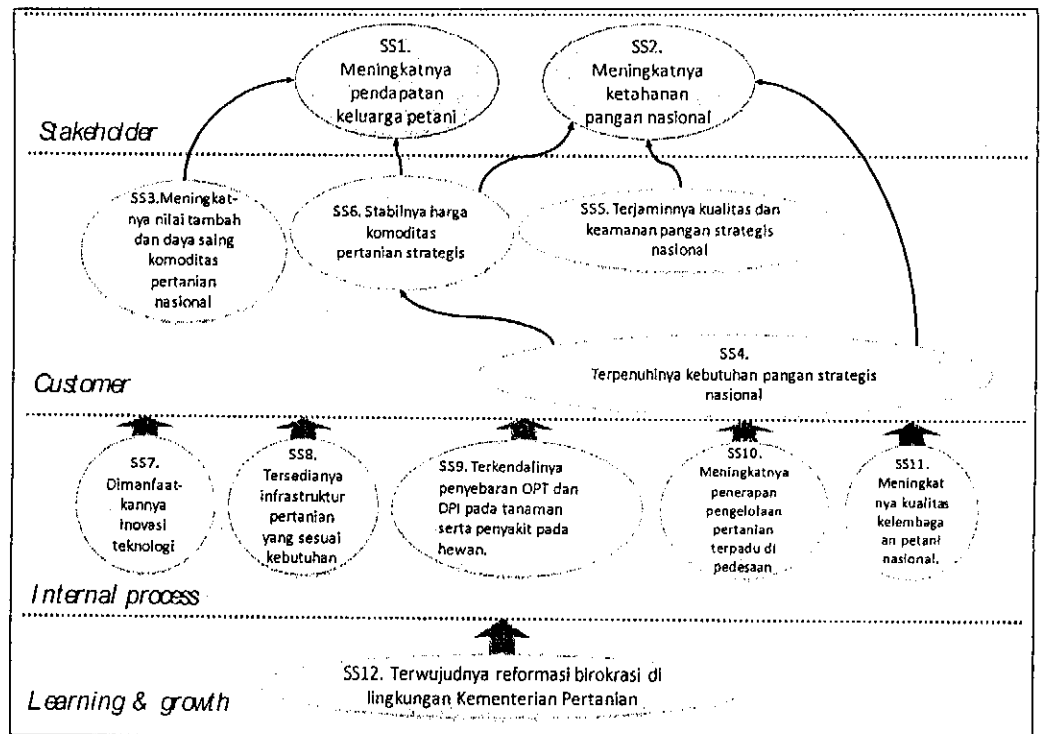 SS1.
Meningkatnya
pendapatan
keluarga petani
SS2.
Meningkatnya
ketahanan
pangan nasional
Stakeholder
SS3.Meningkat-
nya nilai tambah
dan daya saing
komoditas
pertanian
nasional
SS6. Stabilnya harga
komoditas
pertanian strategis
SS5. Terjaminnya kualitas dan
keamanan pangan strategis
nasional
SS4.
Terpenuhinya kebutuhan pangan strategis
nasional
Customer
SS7.
Dimanfaat-
kannya
inovasi
teknologi
SS8.
Tersedianya
infrastruktur
pertanian
yang sesuai
kebutuhan
SS9. Terkendalinya
penyebaran OPT dan
DPI pada tanaman
serta penyakit pada
hewan.
SS10.
Meningkatnya
penerapan
pengelolaan
pertanian
terpadu di
pedesaan
SS11.
Meningkat
nya kualitas
kelembaga
an petani
nasional.
Internal process
SS12. Terwujudnya reformasi birokrasi di
lingkungan Kementerian Pertanian
Learning & growth